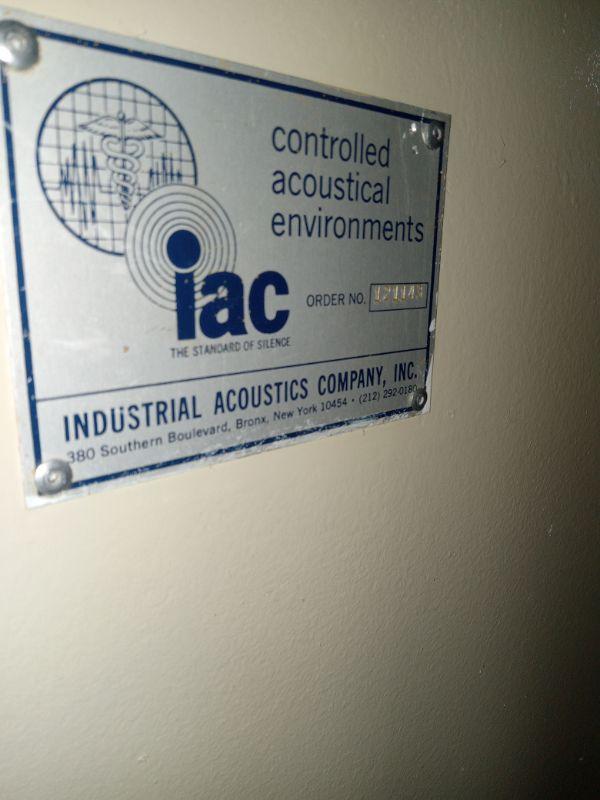 controlled
acoustical
environments
iac
ORDER NO.
THE STANDARD OF SILENCE
INDUSTRIAL ACOUSTICS COMPANY, INC.
380 Southern Boulevard, Bronx, New York 10454 • (212) 292-0180